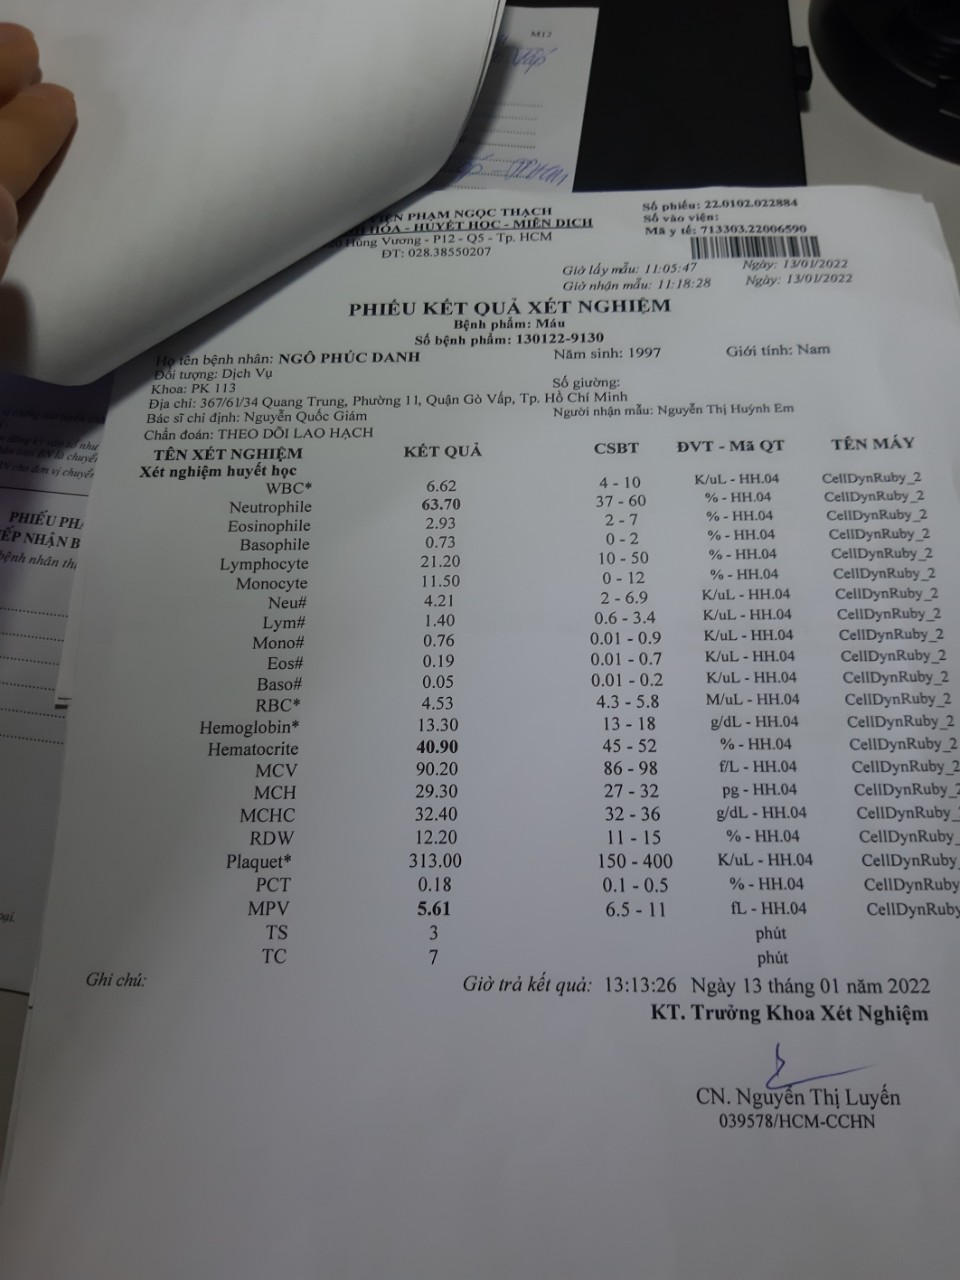 M12
Vấp
PHẠM NGỌC THẠCH
HÓA - HUYẾT HỌC - MIỄN DỊCH
Hùng Vương - P12 - Q5 - Tp. HCM
ĐT: 028.38550207
Số phiếu: 22.0102.022884
Số vào viện:
Mã y tế: 713303.22006590
Giờ lấy mẫu: 11:05:47 Ngày: 13/01/2022
Giờ nhận mẫu: 11:18:28 Ngày: 13/01/2022
PHIẾU KẾT QUẢ XÉT NGHIỆM
Bệnh phẩm: Máu
Số bệnh phẩm: 130122-9130
Họ tên bệnh nhân: NGÔ PHÚC DANH Năm sinh: 1997 Giới tính: Nam
Đối tượng: Dịch Vụ
Khoa: PK 113 Số giường:
Địa chỉ: 367/61/34 Quang Trung, Phường 11, Quận Gò Vấp, Tp. Hồ Chí Minh
Bác sĩ chỉ định: Nguyễn Quốc Giám Người nhận mẫu: Nguyễn Thị Huỳnh Em
Chẩn đoán: THEO DÕI LAO HẠCH
TÊN XÉT NGHIỆM KẾT QUẢ CSBT ĐVT - Mã QT TÊN MÁY
Xét nghiệm huyết học
WBC* 6.62 4 - 10 K/uL - HH.04 CellDynRuby_2
Neutrophile 63.70 37 - 60 % - HH.04 CellDynRuby_2
Eosinophile 2.93 2 - 7 % - HH.04 CellDynRuby_2
Basophile 0.73 0 - 2 % - HH.04 CellDynRuby_2
Lymphocyte 21.20 10 - 50 % - HH.04 CellDynRuby_2
Monocyte 11.50 0 - 12 % - HH.04 CellDynRuby_2
Neu# 4.21 2 - 6.9 K/uL - HH.04 CellDynRuby_2
Lym# 1.40 0.6 - 3.4 K/uL - HH.04 CellDynRuby_2
Mono# 0.76 0.01 - 0.9 K/uL - HH.04 CellDynRuby_2
Eos# 0.19 0.01 - 0.7 K/uL - HH.04 CellDynRuby_2
Baso# 0.05 0.01 - 0.2 K/uL - HH.04 CellDynRuby_2
RBC* 4.53 4.3 - 5.8 M/uL - HH.04 CellDynRuby_2
Hemoglobin* 13.30 13 - 18 g/dL - HH.04 CellDynRuby_2
Hematocrite 40.90 45 - 52 % - HH.04 CellDynRuby_2
MCV 90.20 86 - 98 f/L - HH.04 CellDynRuby_2
MCH 29.30 27 - 32 pg - HH.04 CellDynRuby_2
MCHC 32.40 32 - 36 g/dL - HH.04 CellDynRuby_
RDW 12.20 11 - 15 % - HH.04 CellDynRuby_
Plaquet* 313.00 150 - 400 K/uL - HH.04 CellDynRuby_
PCT 0.18 0.1 - 0.5 % - HH.04 CellDynRuby
MPV 5.61 6.5 - 11 fL - HH.04 CellDynRuby
TS 3 phút
TC 7 phút
Ghi chú: Giờ trả kết quả: 13:13:26 Ngày 13 tháng 01 năm 2022
KT. Trưởng Khoa Xét Nghiệm
CN. Nguyễn Thị Luyến
039578/HCM-CCHN
PHIẾU
NHẬN B
bệnh nhân